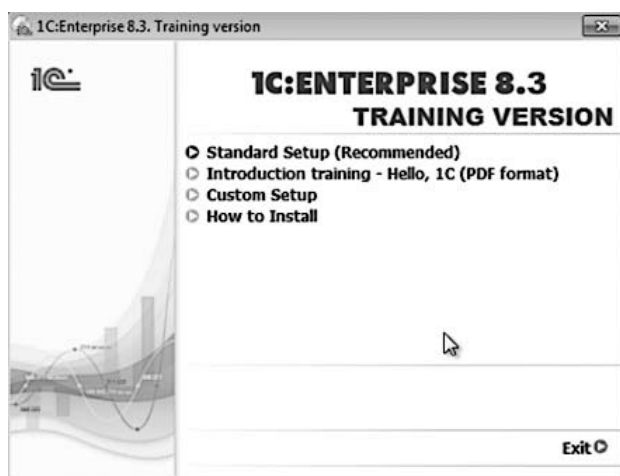 1C:Enterprise 8.3. Training version
1C
1C:ENTERPRISE 8.3
TRAINING VERSION
Standard Setup (Recommended)
Introduction training - Hello, 1C (PDF format)
Custom Setup
How to Install
Exit